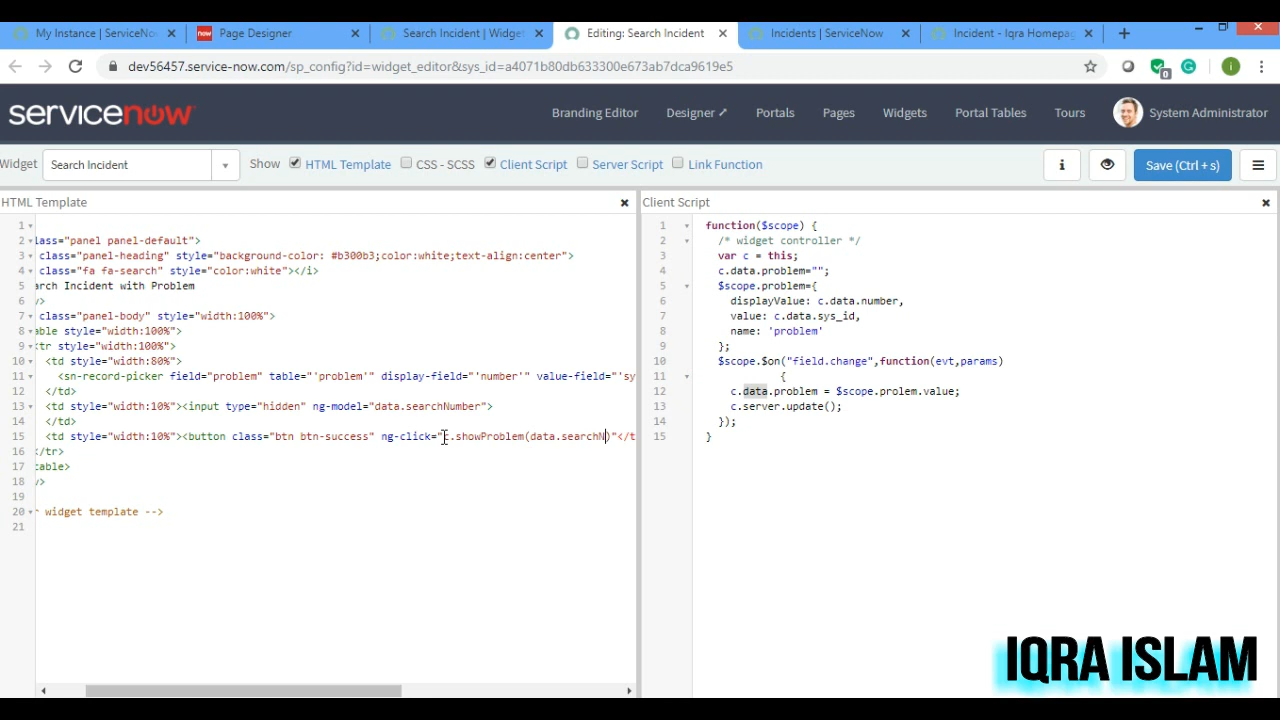 My Instance | ServiceNo
Page Designer
Search Incident | Widge
Editing: Search Incident
Incidents | ServiceNow
Incident - Iqra Homepag
dev56457.service-now.com/sp_config?id=widget_editor&sys_id=a4071b80db633300e673ab7dca9619e5
0
i
servicenow
Branding Editor
Designer
Portals
Pages
Widgets
Portal Tables
Tours
System Administrator
Widget
Search Incident
Show
HTML Template
CSS - SCSS
Client Script
Server Script
Link Function
i
Save (Ctrl + s)
HTML Template
1
2 lass="panel panel-default">
3 class="panel-heading" style="background-color: #b300b3;color:white;text-align:center">
4 class="fa fa-search" style="color:white"></i>
5 arch Incident with Problem
6 v>
7 class="panel-body" style="width:100%">
8 able style="width:100%">
9 <tr style="width:100%">
10 <td style="width:80%">
11 <sn-record-picker field="problem" table="'problem'" display-field="'number'" value-field="'sy
12 </td>
13 <td style="width:10%"><input type="hidden" ng-model="data.searchNumber">
14 </td>
15 <td style="width:10%"><button class="btn btn-success" ng-click="c.showProblem(data.searchN)"</t
16 </tr>
17 table>
18 v>
19
20 widget template -->
21
Client Script
1 function($scope) {
2 /* widget controller */
3 var c = this;
4 c.data.problem="";
5 $scope.problem={
6 displayValue: c.data.number,
7 value: c.data.sys_id,
8 name: 'problem'
9 };
10 $scope.$on("field.change",function(evt,params)
11 {
12 c.data.problem = $scope.prolem.value;
13 c.server.update();
14 });
15 }
IQRA ISLAM